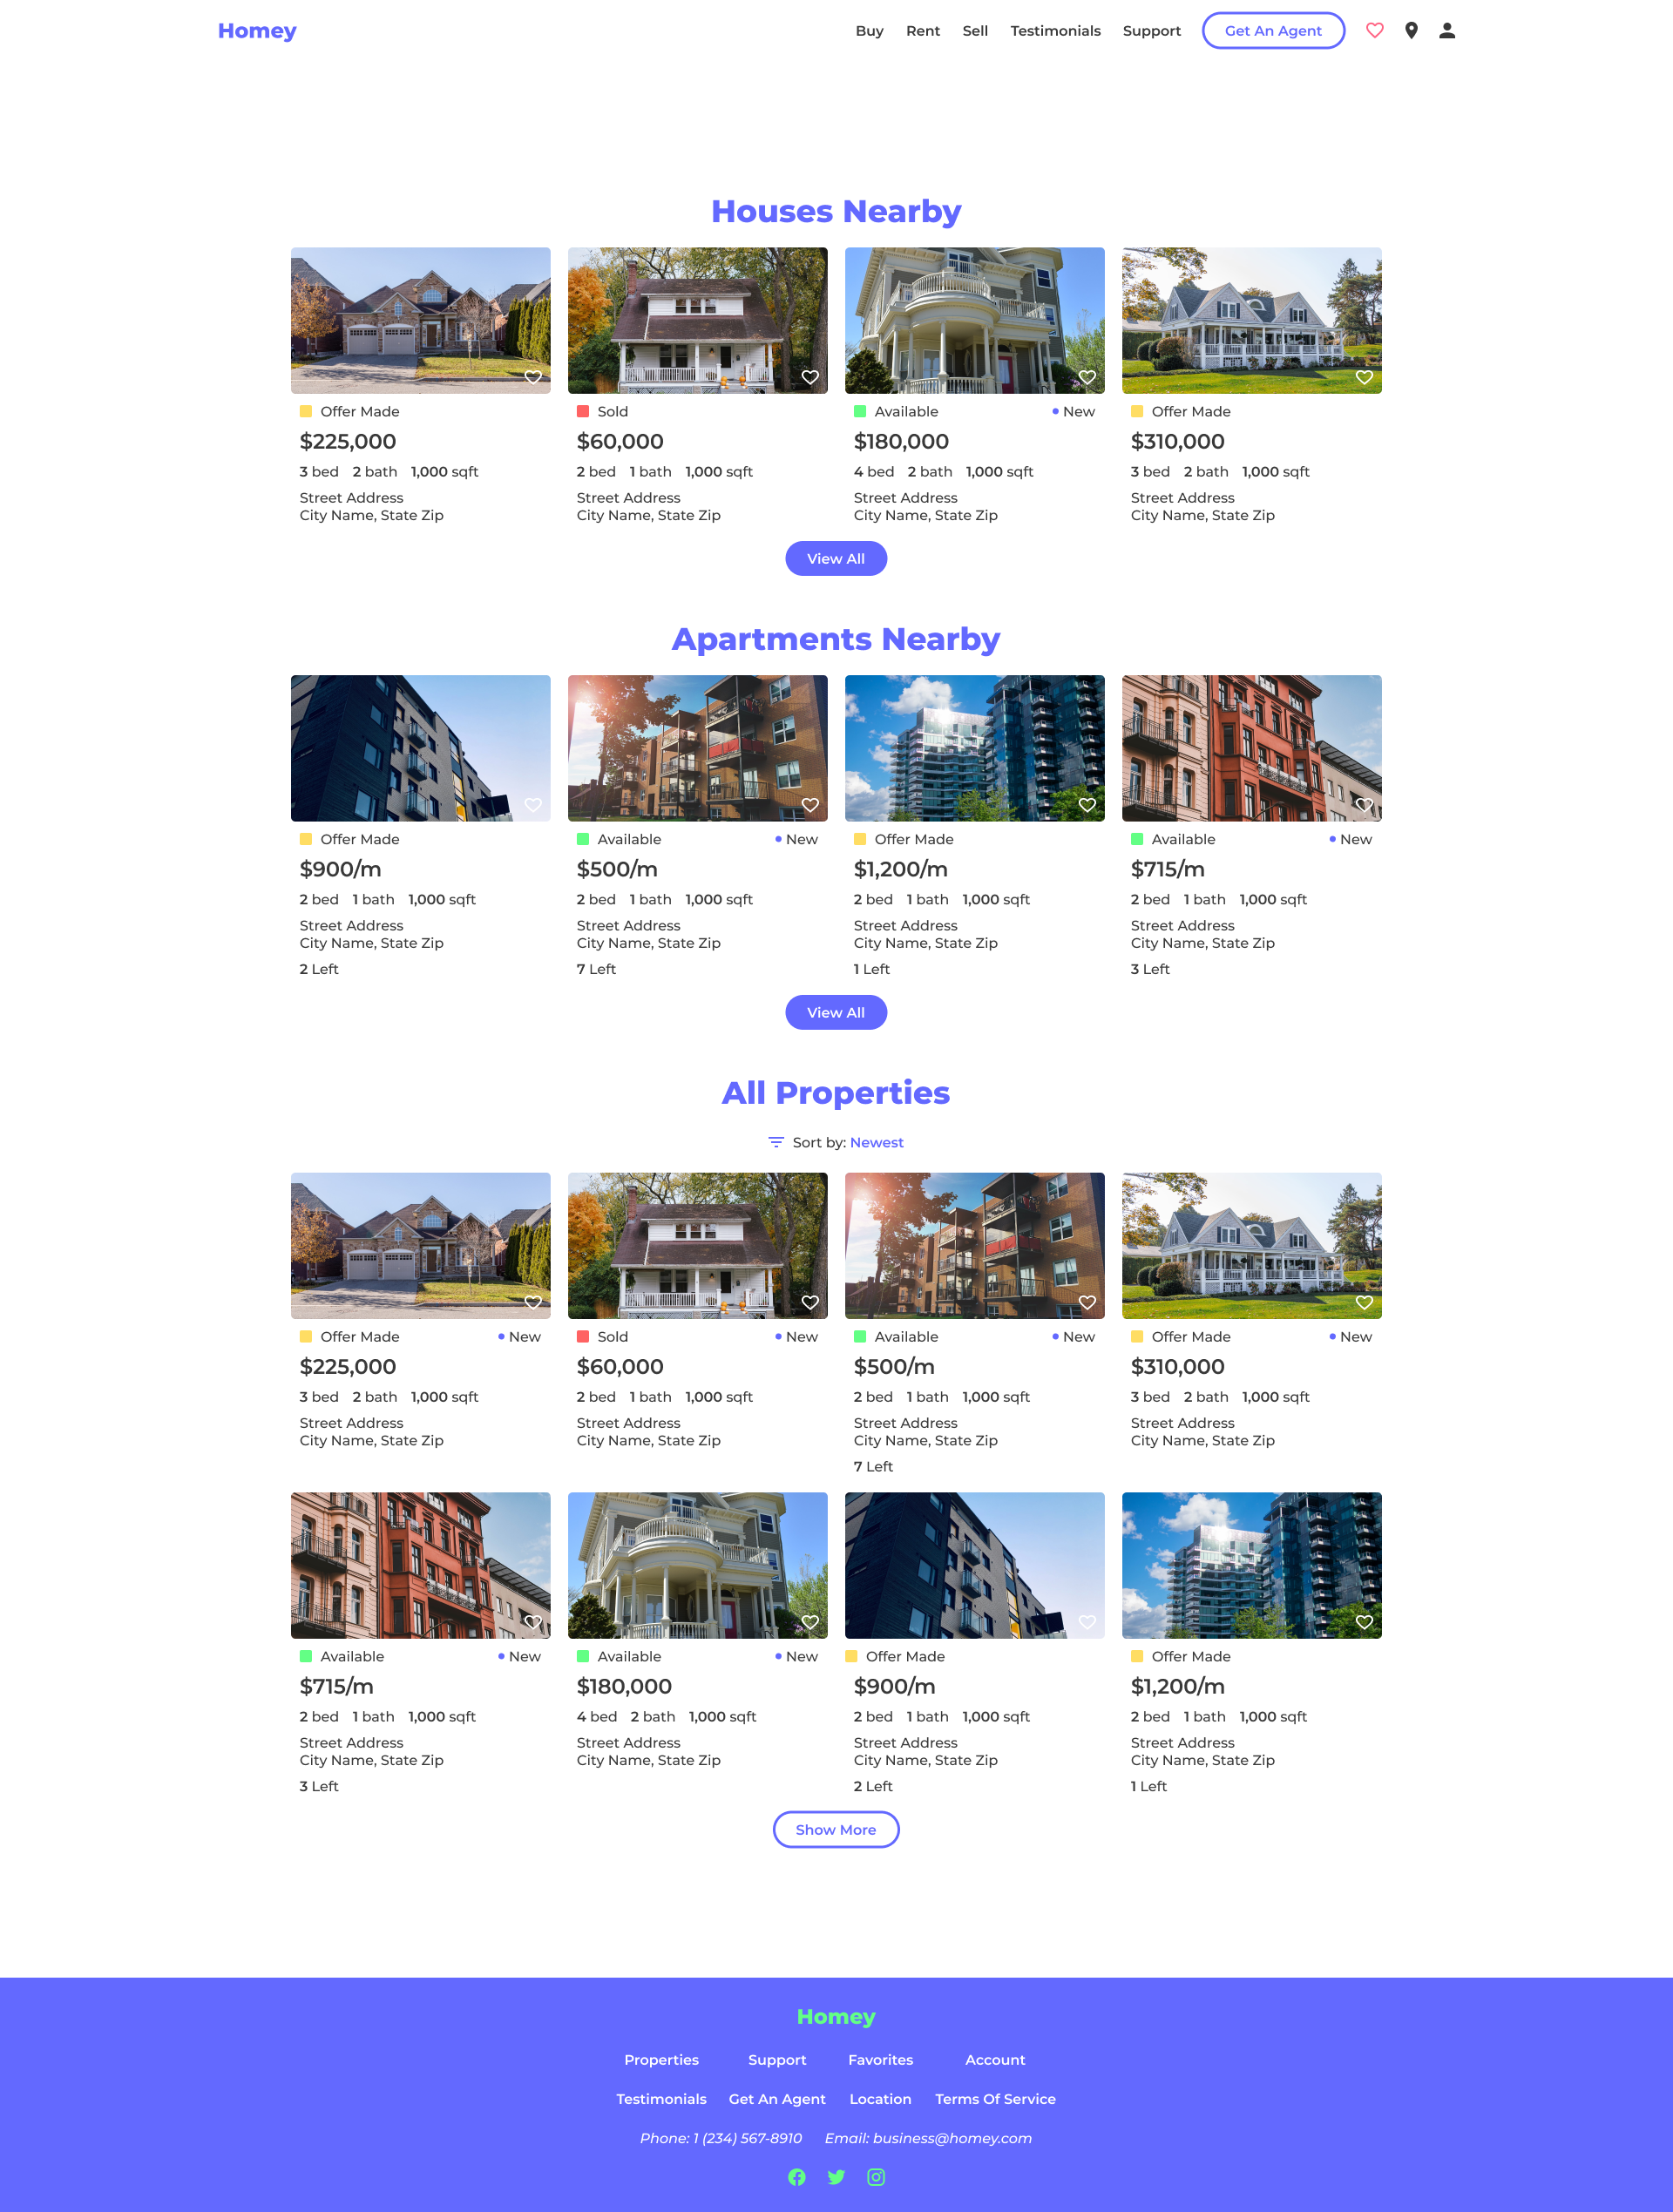 Homey Buy Rent Sell Testimonials Support Get An Agent
Houses Nearby
Offer Made Sold Available New Offer Made
$225,000 $60,000 $180,000 $310,000
3 bed 2 bath 1,000 sqft 2 bed 1 bath 1,000 sqft 4 bed 2 bath 1,000 sqft 3 bed 2 bath 1,000 sqft
Street Address Street Address Street Address Street Address
City Name, State Zip City Name, State Zip City Name, State Zip City Name, State Zip
View All
Apartments Nearby
Offer Made Available New Offer Made Available New
$900/m $500/m $1,200/m $715/m
2 bed 1 bath 1,000 sqft 2 bed 1 bath 1,000 sqft 2 bed 1 bath 1,000 sqft 2 bed 1 bath 1,000 sqft
Street Address Street Address Street Address Street Address
City Name, State Zip City Name, State Zip City Name, State Zip City Name, State Zip
2 Left 7 Left 1 Left 3 Left
View All
All Properties
Sort by: Newest
Offer Made New Sold New Available New Offer Made New
$225,000 $60,000 $500/m $310,000
3 bed 2 bath 1,000 sqft 2 bed 1 bath 1,000 sqft 2 bed 1 bath 1,000 sqft 3 bed 2 bath 1,000 sqft
Street Address Street Address Street Address Street Address
City Name, State Zip City Name, State Zip City Name, State Zip City Name, State Zip
7 Left
Available New Available New Offer Made Offer Made
$715/m $180,000 $900/m $1,200/m
2 bed 1 bath 1,000 sqft 4 bed 2 bath 1,000 sqft 2 bed 1 bath 1,000 sqft 2 bed 1 bath 1,000 sqft
Street Address Street Address Street Address Street Address
City Name, State Zip City Name, State Zip City Name, State Zip City Name, State Zip
3 Left 2 Left 1 Left
Show More
Homey
Properties Support Favorites Account
Testimonials Get An Agent Location Terms Of Service
Phone: 1 (234) 567-8910 Email: business@homey.com